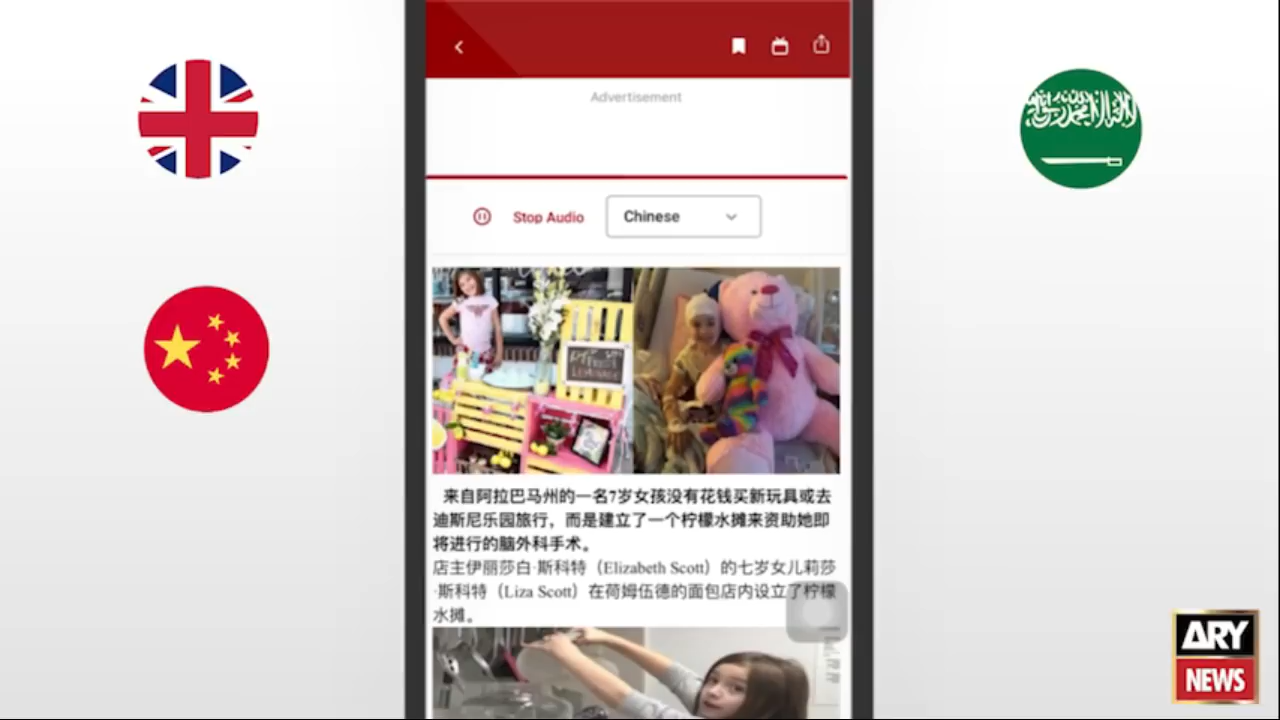 Advertisement
Stop Audio
Chinese
来自阿拉巴马州的一名7岁女孩没有花钱买新玩具或去
迪斯尼乐园旅行，而是建立了一个柠檬水摊来资助她即
将进行的脑外科手术。
店主伊丽莎白·斯科特（Elizabeth Scott）的七岁女儿莉莎
·斯科特（Liza Scott）在荷姆伍德的面包店内设立了柠檬
水摊。
ARY
NEWS